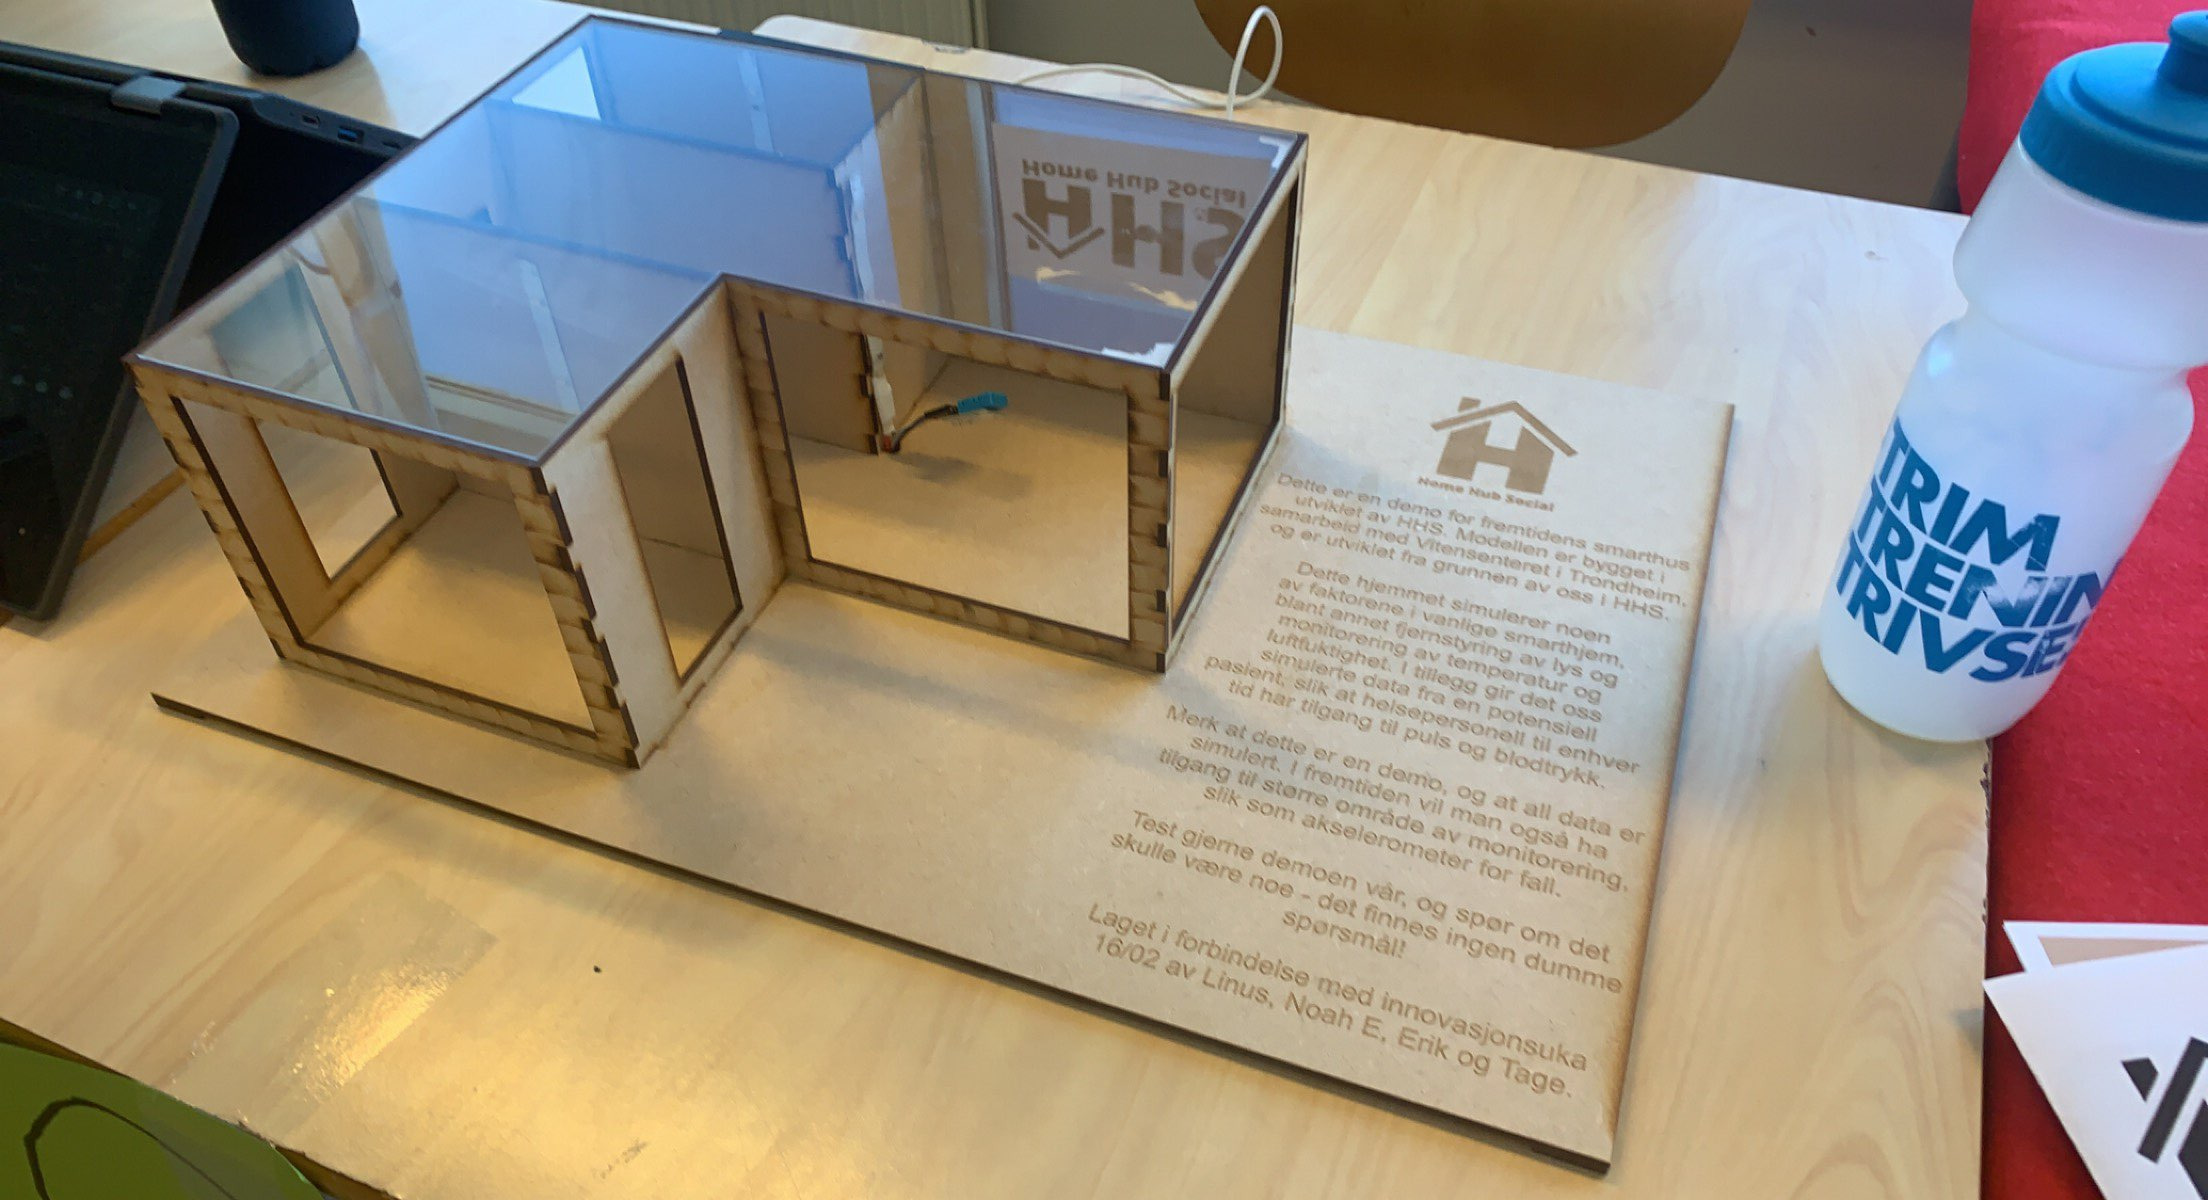 Home Hub Social
HHS
Home Hub Social
Dette er en demo for fremtidens smarthus
utviklet av HHS. Modellen er bygget i
samarbeid med Vitensenteret i Trondheim,
og er utviklet fra grunnen av oss i HHS.
Dette hjemmet simulerer noen
av faktorene i vanlige smarthjem,
blant annet fjernstyring av lys og
monitorering av temperatur og
luftfuktighet. I tillegg gir det oss
simulerte data fra en potensiell
pasient, slik at helsepersonell til enhver
tid har tilgang til puls og blodtrykk.
Merk at dette er en demo, og at all data er
simulert. I fremtiden vil man også ha
tilgang til større område av monitorering,
slik som akselerometer for fall.
Test gjerne demoen vår, og spør om det
skulle være noe - det finnes ingen dumme
spørsmål!
Laget i forbindelse med innovasjonsuka
16/02 av Linus, Noah E, Erik og Tage.
TRIM
TRENIN
TRIVSE